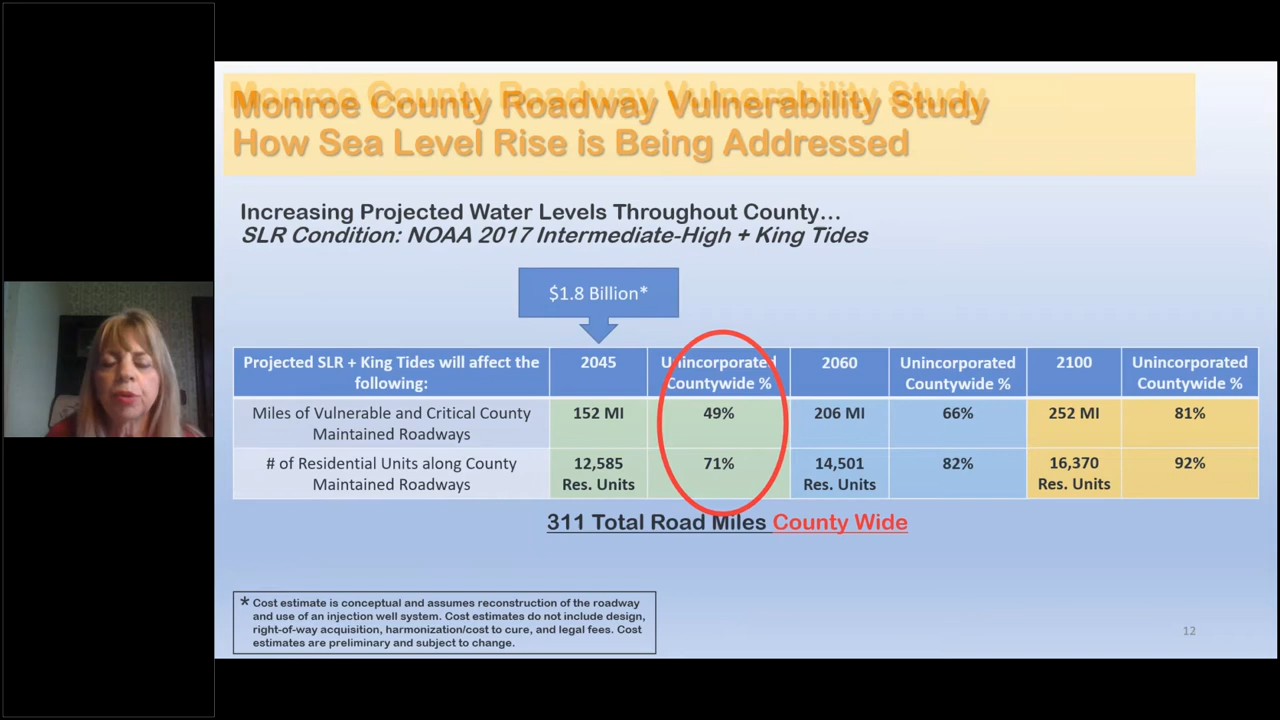 Monroe County Roadway Vulnerability Study
How Sea Level Rise is Being Addressed
Increasing Projected Water Levels Throughout County…
SLR Condition: NOAA 2017 Intermediate-High + King Tides
$1.8 Billion*
Projected SLR + King Tides will affect the following: 2045 Unincorporated Countywide % 2060 Unincorporated Countywide % 2100 Unincorporated Countywide %
Miles of Vulnerable and Critical County Maintained Roadways 152 MI 49% 206 MI 66% 252 MI 81%
# of Residential Units along County Maintained Roadways 12,585 Res. Units 71% 14,501 Res. Units 82% 16,370 Res. Units 92%
311 Total Road Miles County Wide
* Cost estimate is conceptual and assumes reconstruction of the roadway
and use of an injection well system. Cost estimates do not include design,
right-of-way acquisition, harmonization/cost to cure, and legal fees. Cost
estimates are preliminary and subject to change.
12